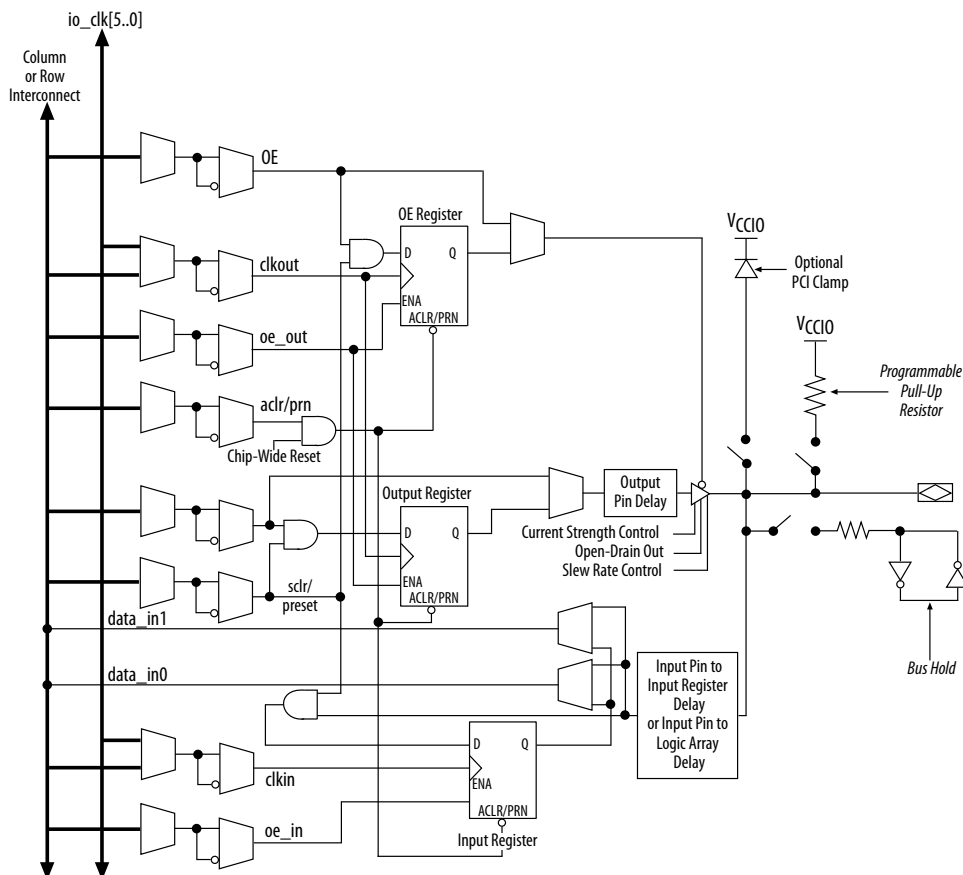 io_clk[5..0]
Column
or Row
Interconnect
OE
OE Register
D
Q
ENA
ACLR/PRN
clkout
oe_out
aclr/prn
Chip-Wide Reset
VCCIO
Optional
PCI Clamp
VCCIO
Programmable
Pull-Up
Resistor
Output Register
D
Q
ENA
ACLR/PRN
Output
Pin Delay
Current Strength Control
Open-Drain Out
Slew Rate Control
sclr/
preset
data_in1
data_in0
Bus Hold
Input Pin to
Input Register
Delay
or Input Pin to
Logic Array
Delay
D
Q
ENA
ACLR/PRN
clkin
oe_in
Input Register